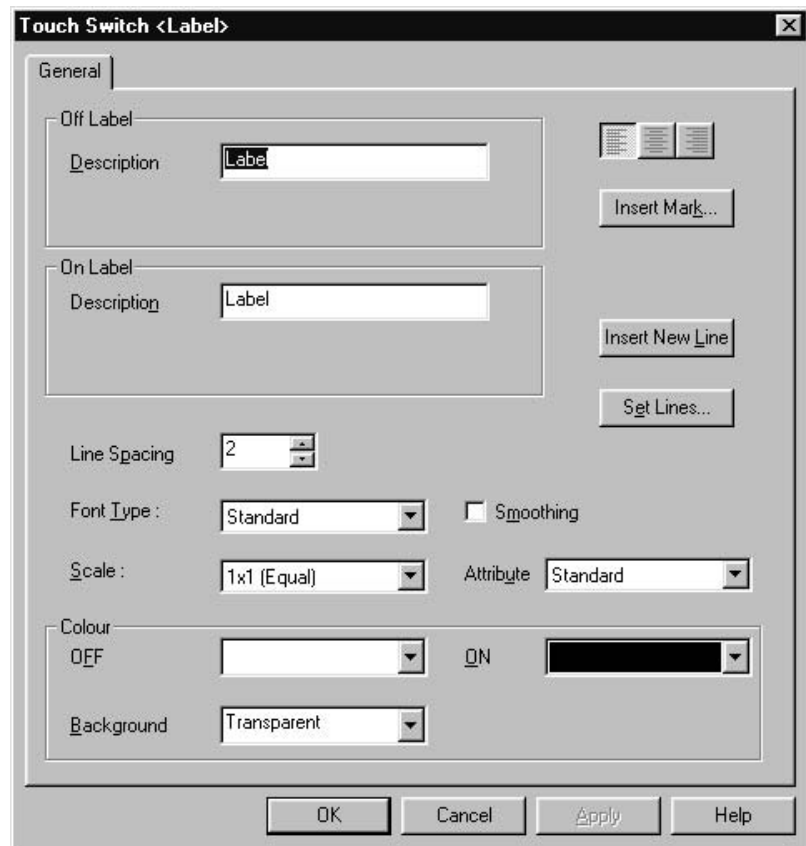 Touch Switch <Label>
General
Off Label
Description Label
Insert Mark...
On Label
Description Label
Insert New Line
Set Lines...
Line Spacing 2
Font Type : Standard Smoothing
Scale : 1x1 (Equal) Attribute Standard
Colour
OFF ON
Background Transparent
OK Cancel Apply Help